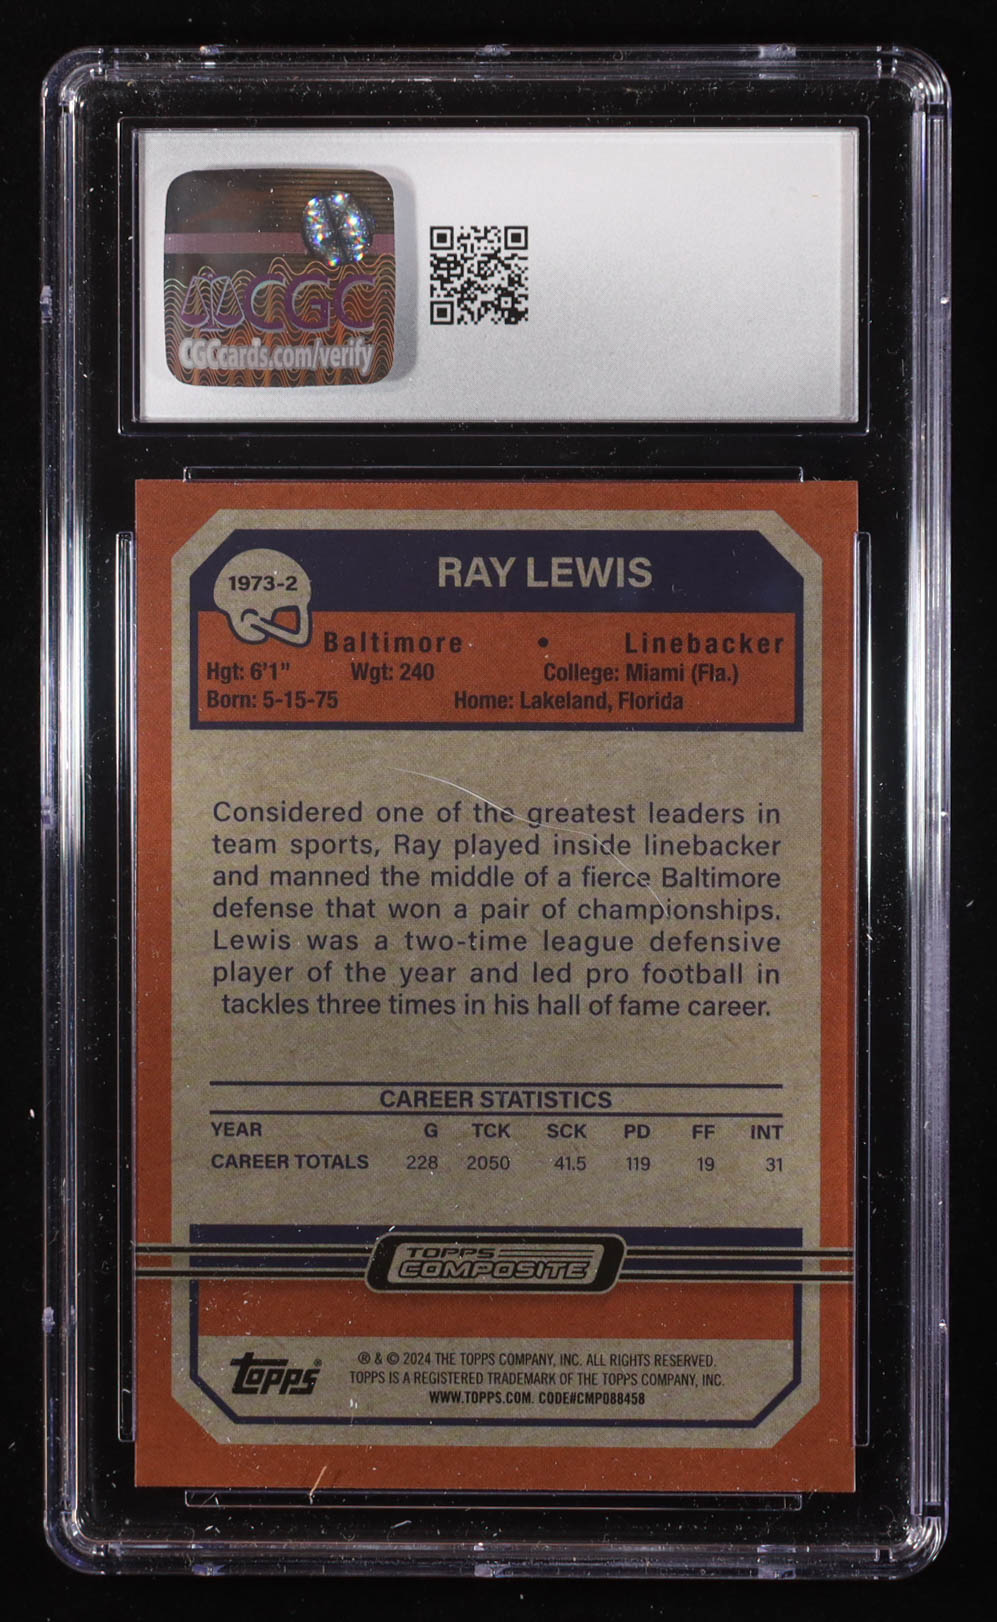 CGC
CGCcards.com/verify
1973-2
RAY LEWIS
Baltimore • Linebacker
Hgt: 6'1" Wgt: 240 College: Miami (Fla.)
Born: 5-15-75 Home: Lakeland, Florida
Considered one of the greatest leaders in
team sports, Ray played inside linebacker
and manned the middle of a fierce Baltimore
defense that won a pair of championships.
Lewis was a two-time league defensive
player of the year and led pro football in
tackles three times in his hall of fame career.
CAREER STATISTICS
YEAR G TCK SCK PD FF INT
CAREER TOTALS 228 2050 41.5 119 19 31
TOPPS
COMPOSITE
topps®
® & © 2024 THE TOPPS COMPANY, INC. ALL RIGHTS RESERVED.
TOPPS IS A REGISTERED TRADEMARK OF THE TOPPS COMPANY, INC.
WWW.TOPPS.COM. CODE#CMP088458